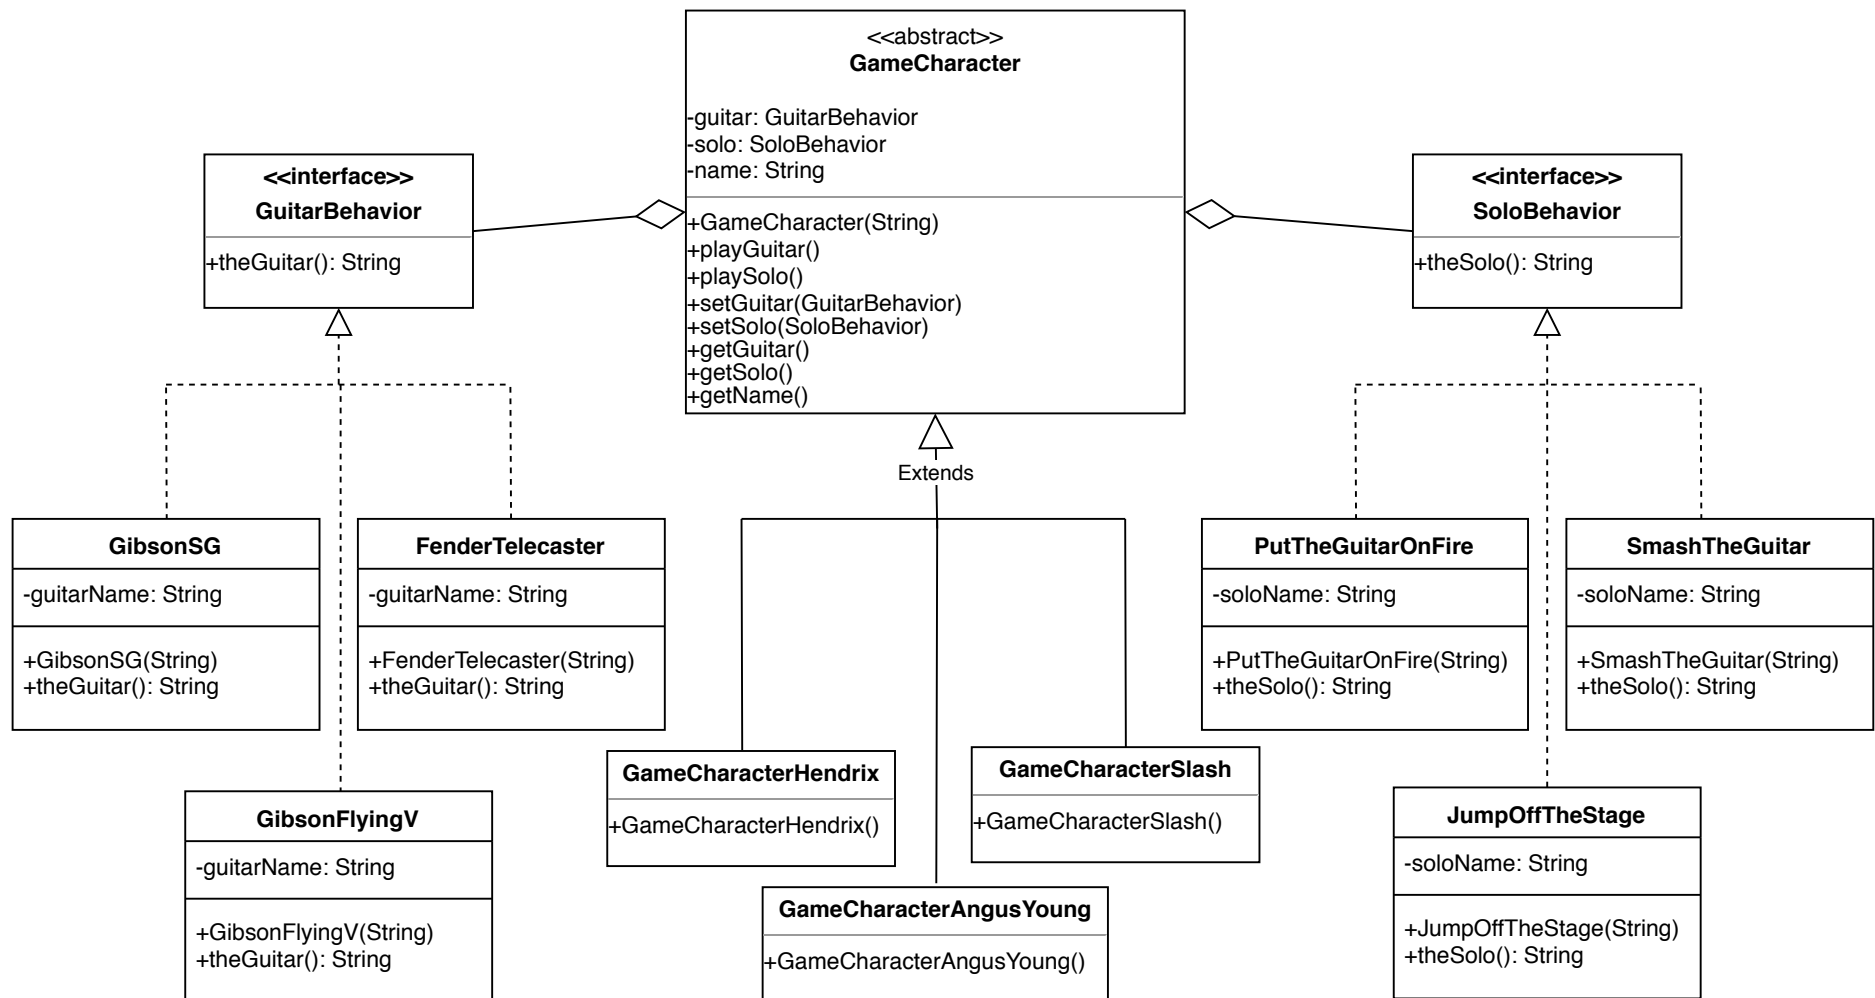 <<abstract>>
GameCharacter
-guitar: GuitarBehavior
-solo: SoloBehavior
-name: String
+GameCharacter(String)
+playGuitar()
+playSolo()
+setGuitar(GuitarBehavior)
+setSolo(SoloBehavior)
+getGuitar()
+getSolo()
+getName()
<<interface>>
GuitarBehavior
+theGuitar(): String
<<interface>>
SoloBehavior
+theSolo(): String
Extends
GibsonSG
-guitarName: String
+GibsonSG(String)
+theGuitar(): String
FenderTelecaster
-guitarName: String
+FenderTelecaster(String)
+theGuitar(): String
PutTheGuitarOnFire
-soloName: String
+PutTheGuitarOnFire(String)
+theSolo(): String
SmashTheGuitar
-soloName: String
+SmashTheGuitar(String)
+theSolo(): String
GibsonFlyingV
-guitarName: String
+GibsonFlyingV(String)
+theGuitar(): String
GameCharacterHendrix
+GameCharacterHendrix()
GameCharacterSlash
+GameCharacterSlash()
GameCharacterAngusYoung
+GameCharacterAngusYoung()
JumpOffTheStage
-soloName: String
+JumpOffTheStage(String)
+theSolo(): String